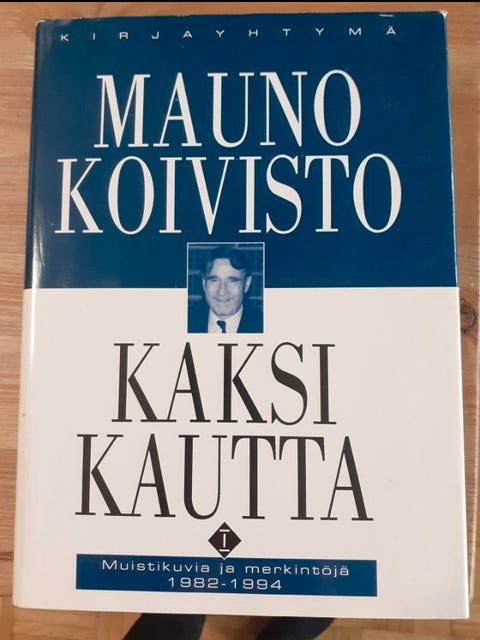 KIRJAYHTYMÄ
MAUNO
KOIVISTO
KAKSI
KAUTTA
I
Muistikuvia ja merkintöjä
1982-1994